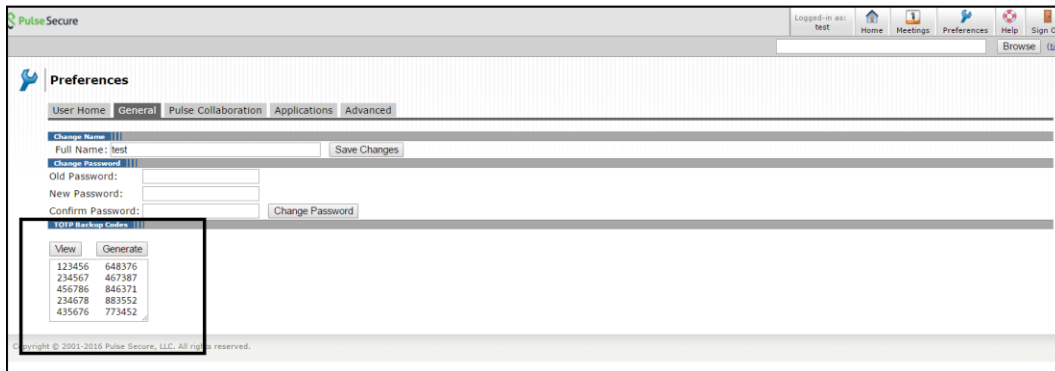 Pulse Secure
Logged-in as:
test
Home Meetings Preferences Help Sign
Browse
Preferences
User Home General Pulse Collaboration Applications Advanced
Change Name
Full Name: test Save Changes
Change Password
Old Password:
New Password:
Confirm Password: Change Password
TOTP Backup Codes
View Generate
123456 648376
234567 467387
456786 846371
234678 883552
435676 773452
Copyright © 2001-2016 Pulse Secure, LLC. All rights reserved.